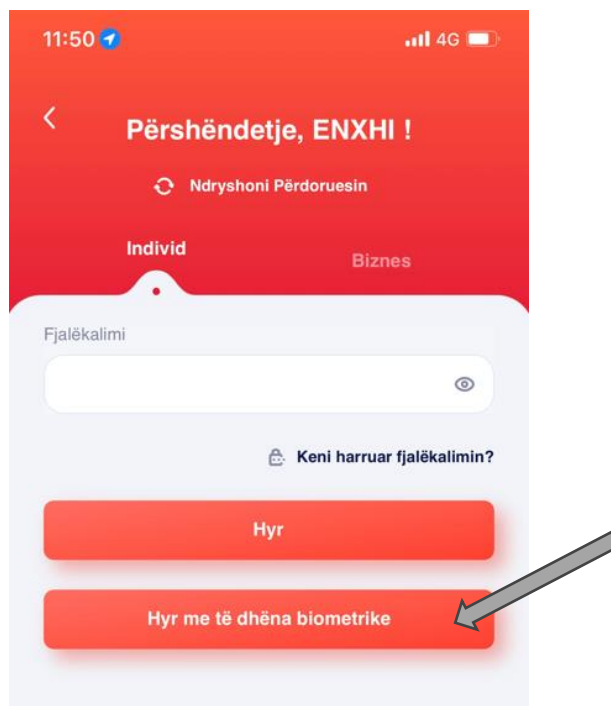 11:50
4G
Përshëndetje, ENXHI !
Ndryshoni Përdoruesin
Individ
Biznes
Fjalëkalimi
Keni harruar fjalëkalimin?
Hyr
Hyr me të dhëna biometrike